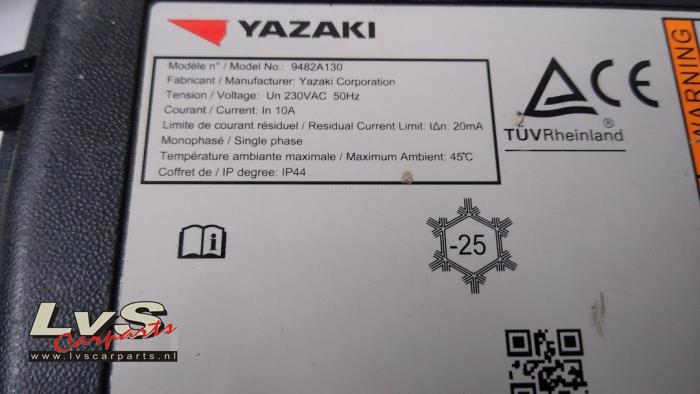 YAZAKI
Modèle n° / Model No.: 9482A130
Fabricant / Manufacturer: Yazaki Corporation
Tension / Voltage: Un 230VAC 50Hz
Courant / Current: In 10A
Limite de courant résiduel / Residual Current Limit: IΔn: 20mA
Monophasé / Single phase
Température ambiante maximale / Maximum Ambient: 45℃
Coffret de / IP degree: IP44
CE
TÜVRheinland®
WARNING
-25
LvS
Carparts
www.lvscarparts.nl